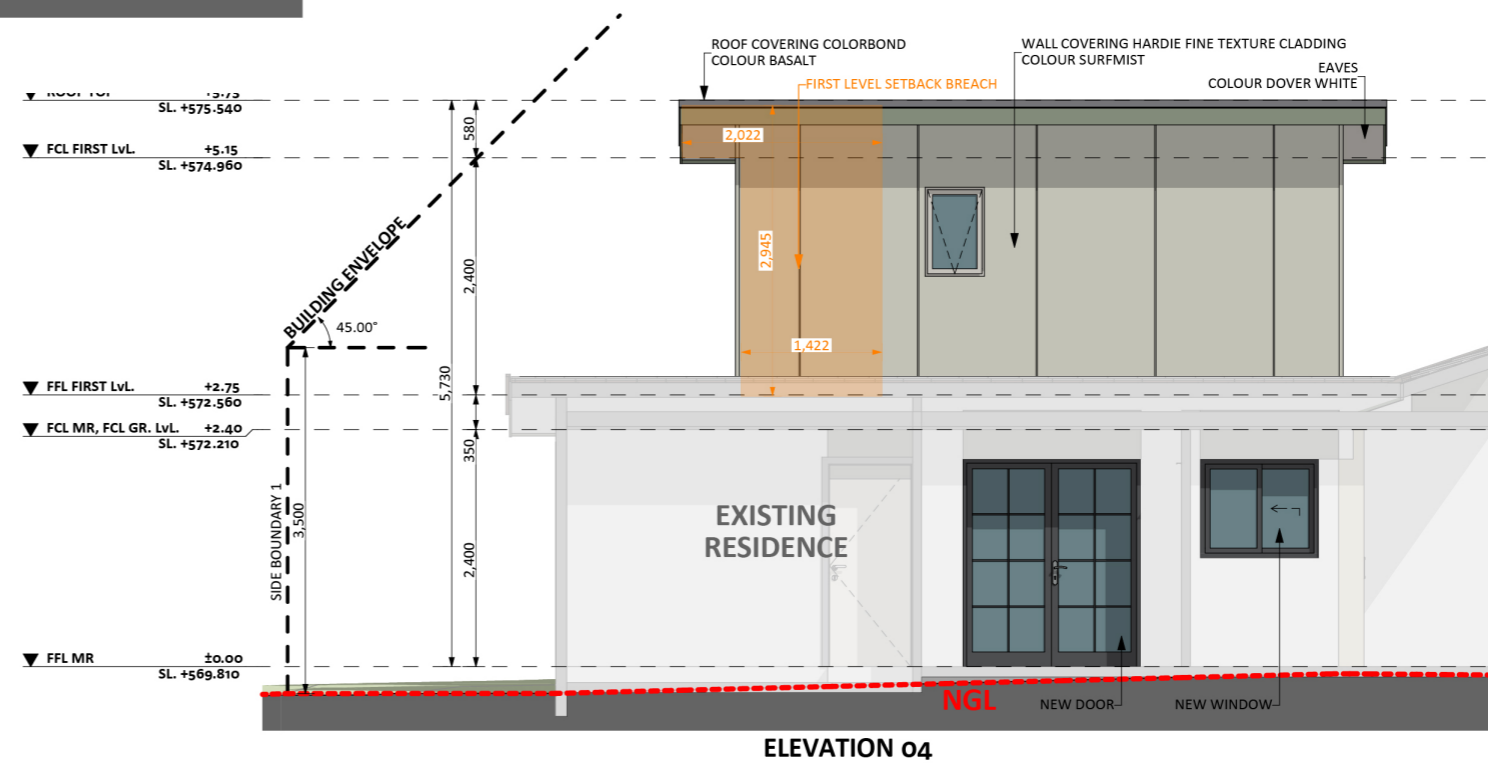 ROOF COVERING COLORBOND
COLOUR BASALT
WALL COVERING HARDIE FINE TEXTURE CLADDING
COLOUR SURFMIST
EAVES
COLOUR DOVER WHITE
FIRST LEVEL SETBACK BREACH
ROOF TOP +5.73
SL. +575.540
580
2,022
FCL FIRST LvL. +5.15
SL. +574.960
BUILDING ENVELOPE
2,400
2,945
45.00°
1,422
5,730
FFL FIRST LvL. +2.75
SL. +572.560
FCL MR, FCL GR. LvL. +2.40
SL. +572.210
350
SIDE BOUNDARY 1
3,500
2,400
EXISTING
RESIDENCE
FFL MR ±0.00
SL. +569.810
NGL
NEW DOOR
NEW WINDOW
ELEVATION 04